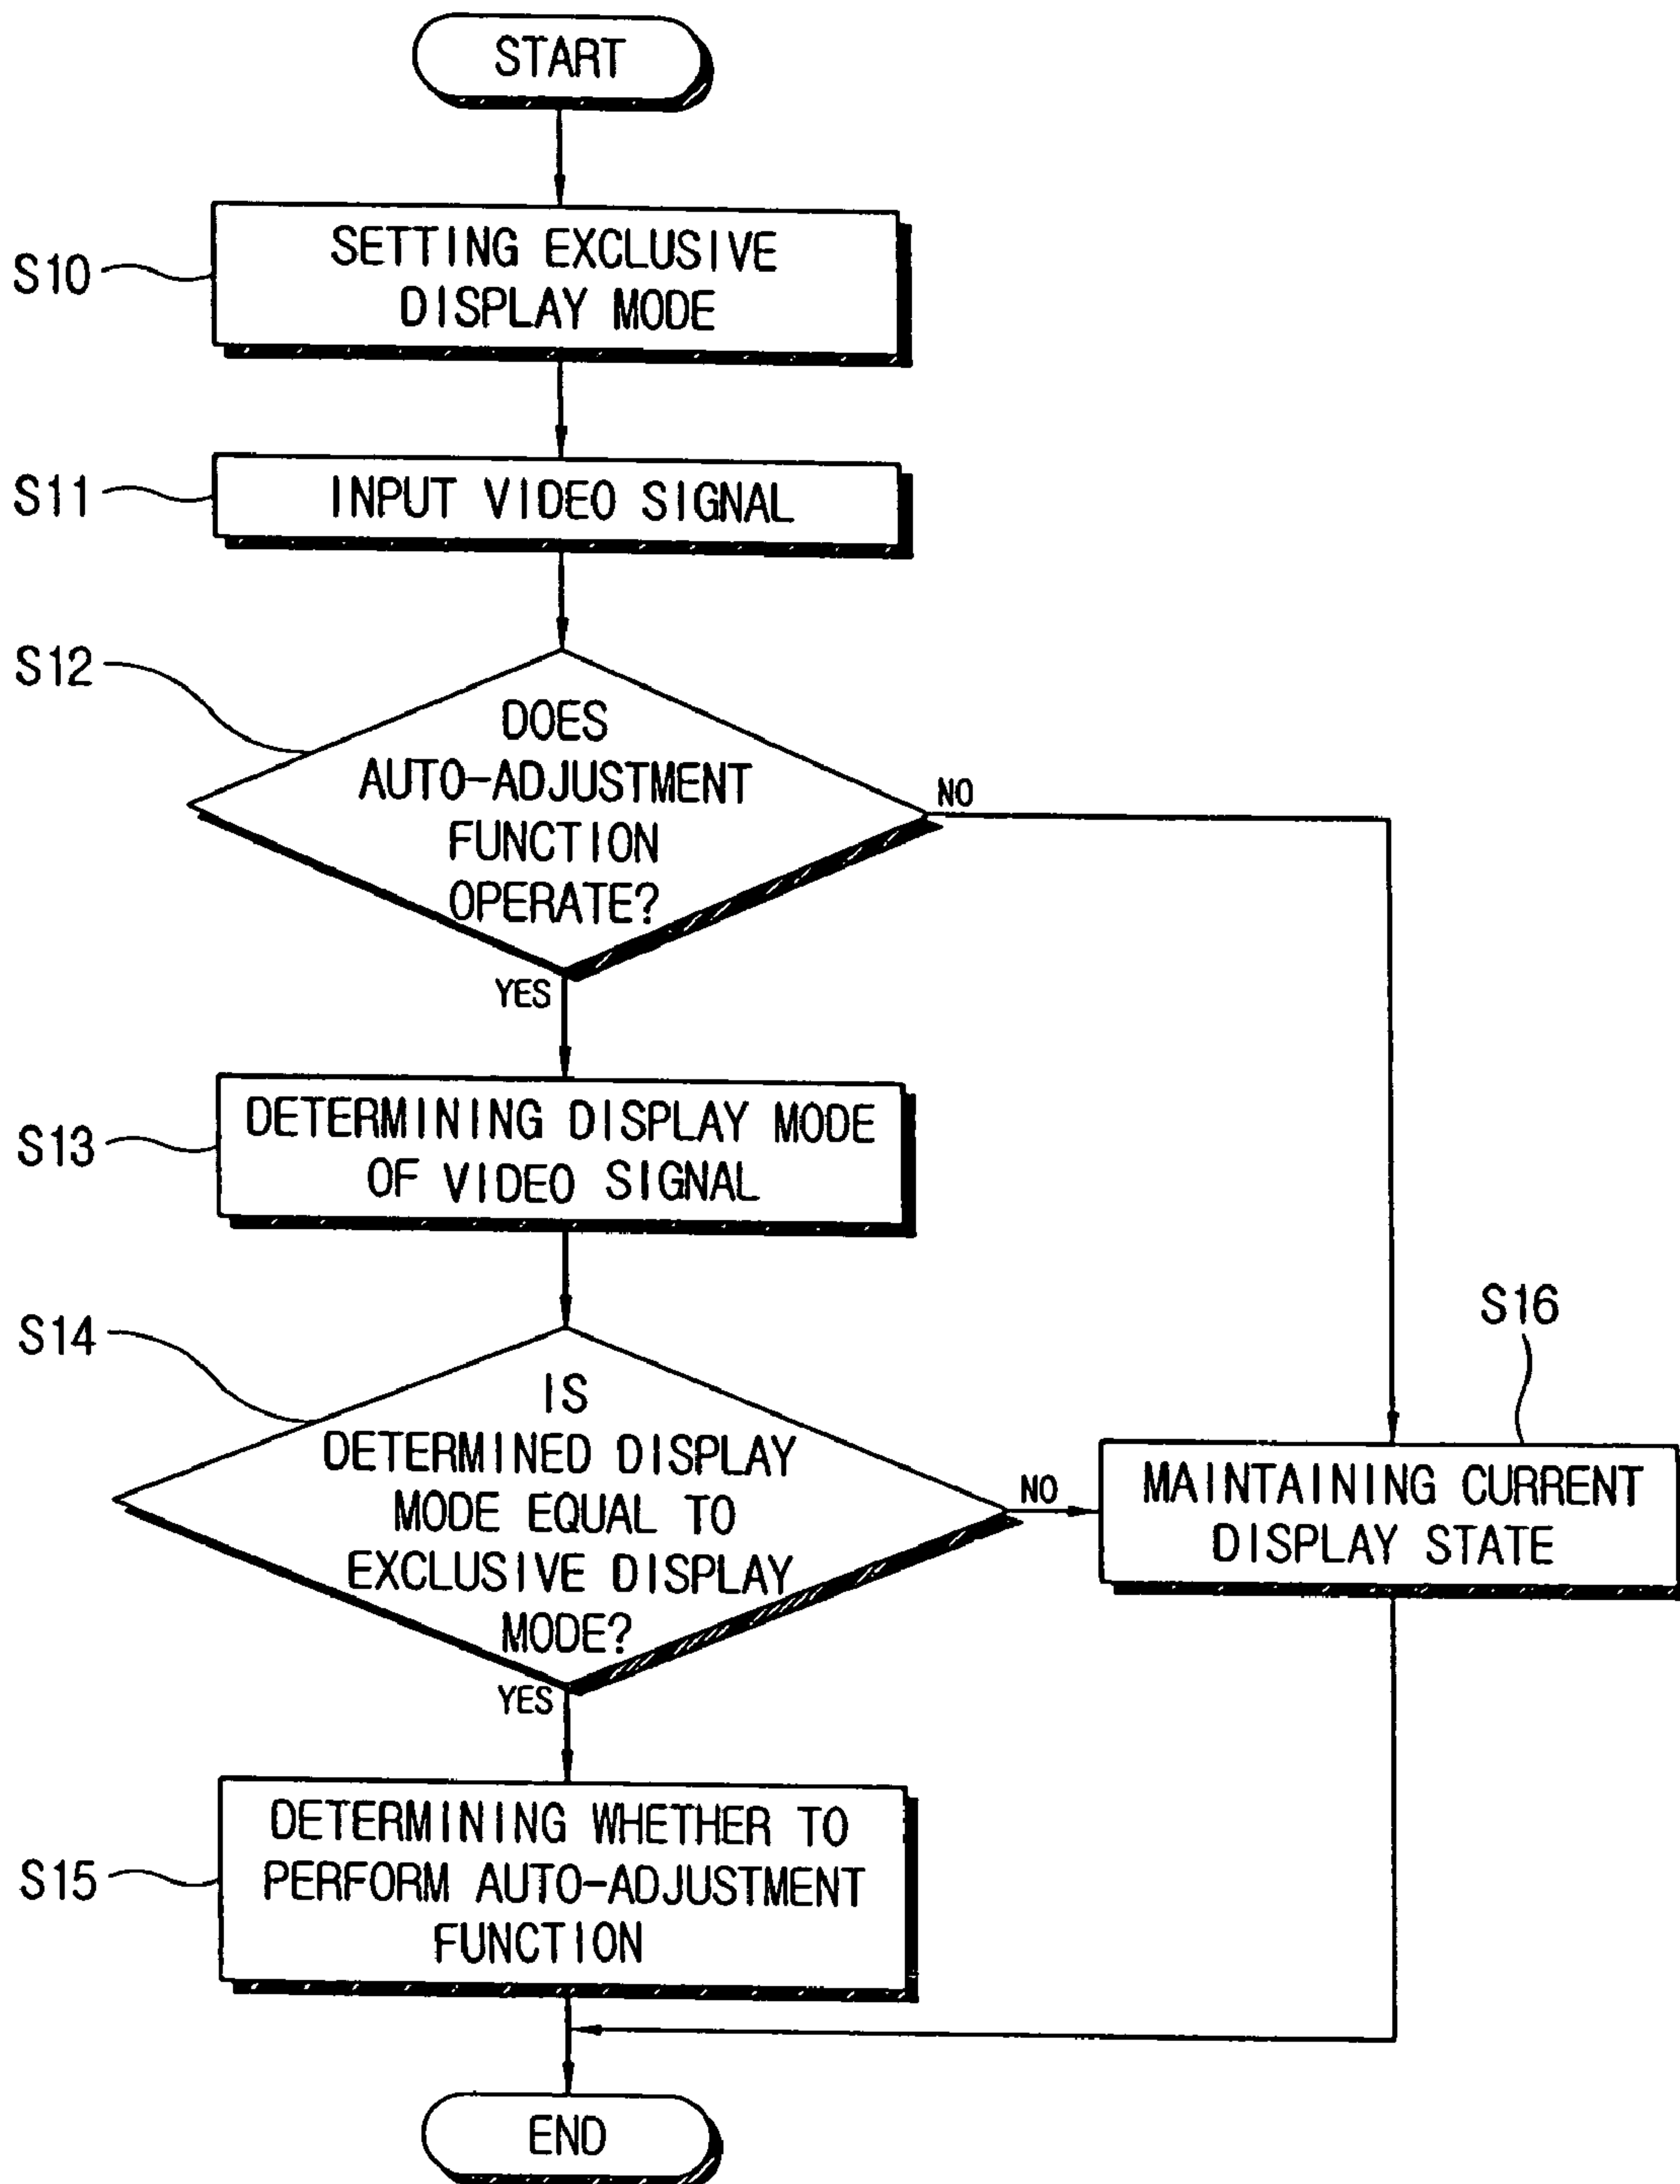 START
S10
SETTING EXCLUSIVE
DISPLAY MODE
S11
INPUT VIDEO SIGNAL
S12
DOES
AUTO-ADJUSTMENT
FUNCTION
OPERATE?
NO
YES
S13
DETERMINING DISPLAY MODE
OF VIDEO SIGNAL
S14
IS
DETERMINED DISPLAY
MODE EQUAL TO
EXCLUSIVE DISPLAY
MODE?
NO
YES
S16
MAINTAINING CURRENT
DISPLAY STATE
S15
DETERMINING WHETHER TO
PERFORM AUTO-ADJUSTMENT
FUNCTION
END